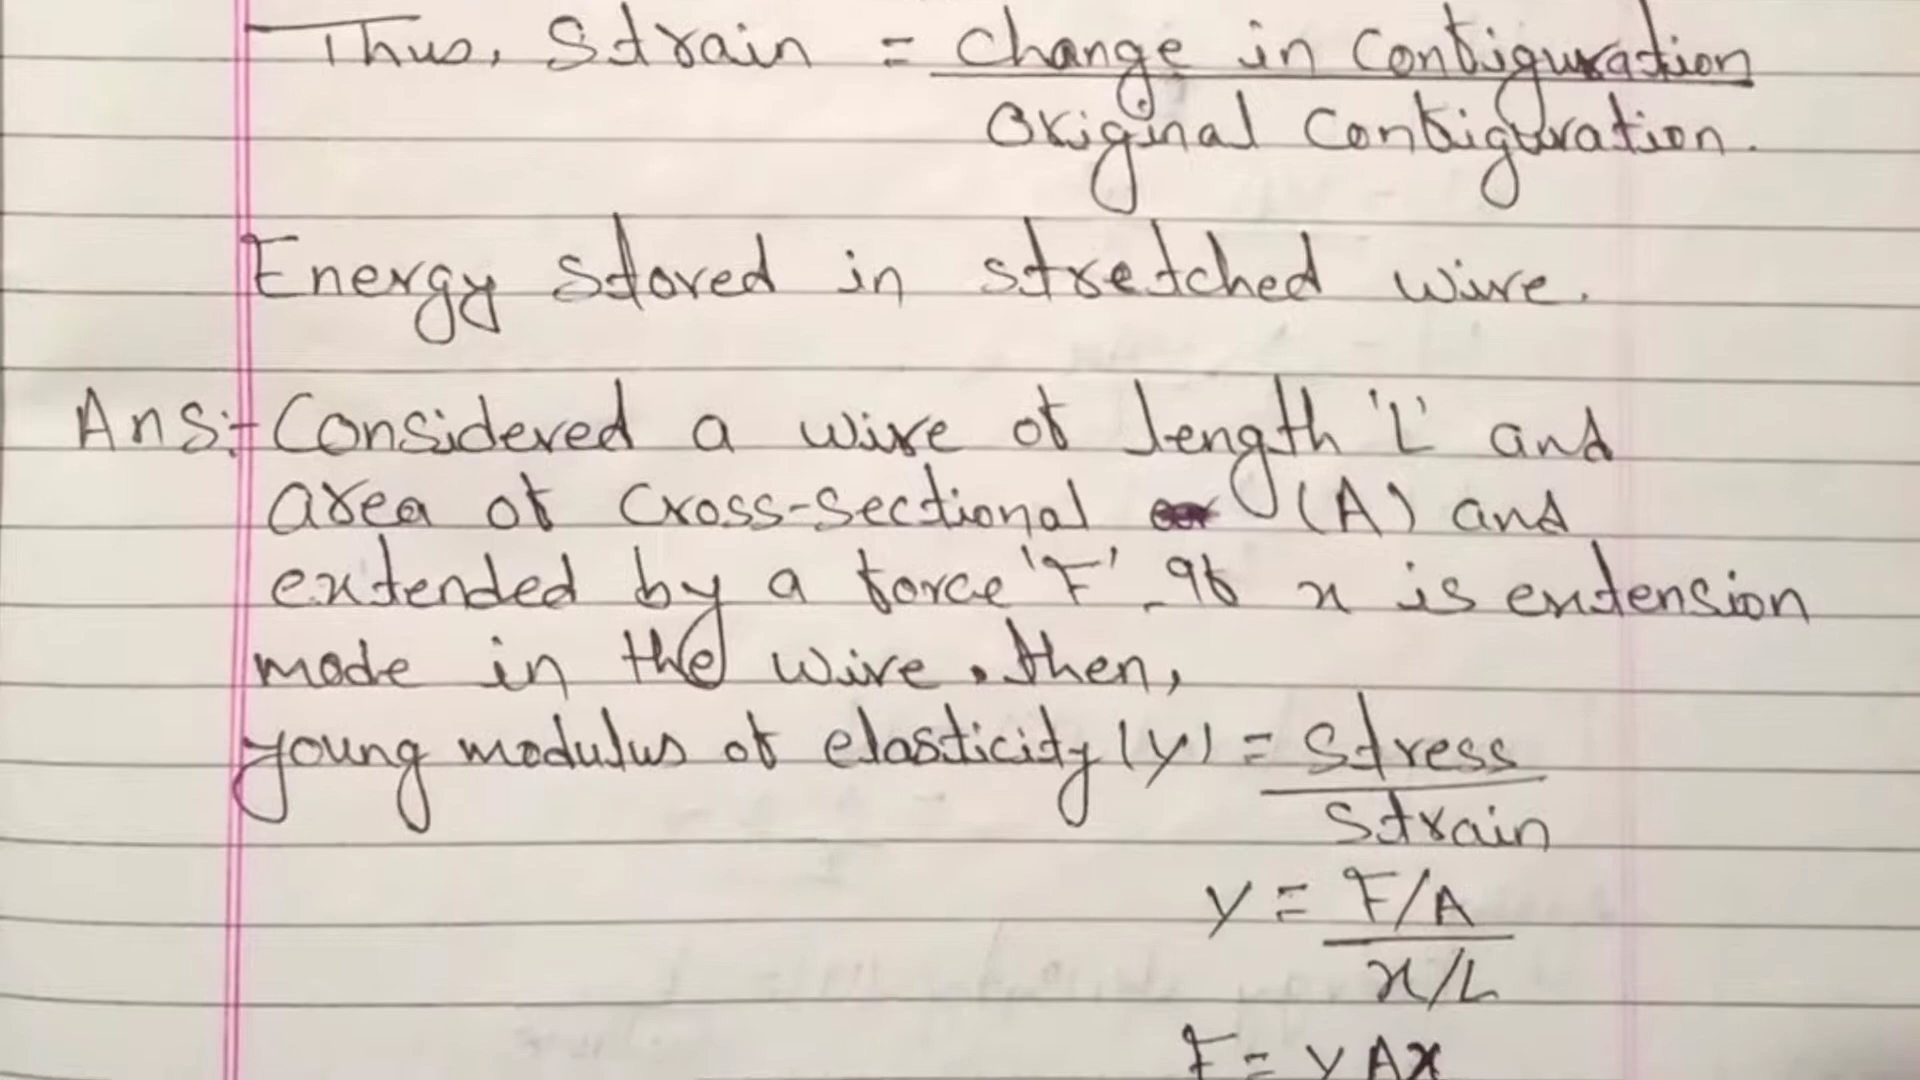 Thus, Strain = Change in Configuration
Original Configuration.
Energy stored in stretched wire.
Ans:- Considered a wire of length 'L' and
area of cross-sectional (A) and
extended by a force 'F'. If x is extension
made in the wire. then,
young modulus of elasticity (y) = Stress
Strain
y = F/A
x/L
F = YAx